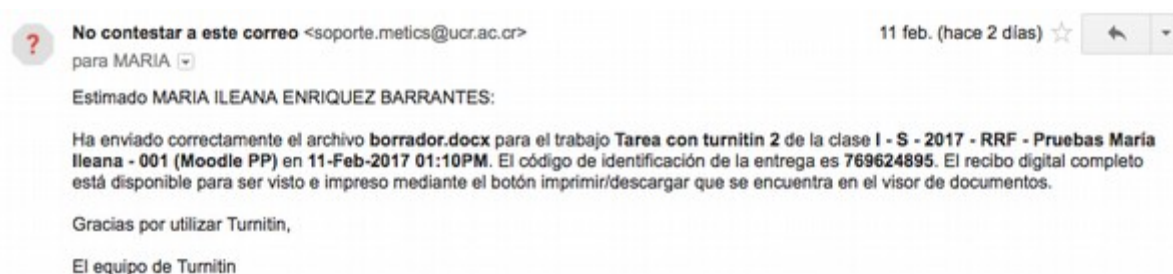 No contestar a este correo <soporte.metics@ucr.ac.cr>
11 feb. (hace 2 días)
para MARIA
Estimado MARIA ILEANA ENRIQUEZ BARRANTES:
Ha enviado correctamente el archivo borrador.docx para el trabajo Tarea con turnitin 2 de la clase I - S - 2017 - RRF - Pruebas María
Ileana - 001 (Moodle PP) en 11-Feb-2017 01:10PM. El código de identificación de la entrega es 769624895. El recibo digital completo
está disponible para ser visto e impreso mediante el botón imprimir/descargar que se encuentra en el visor de documentos.
Gracias por utilizar Turnitin,
El equipo de Turnitin